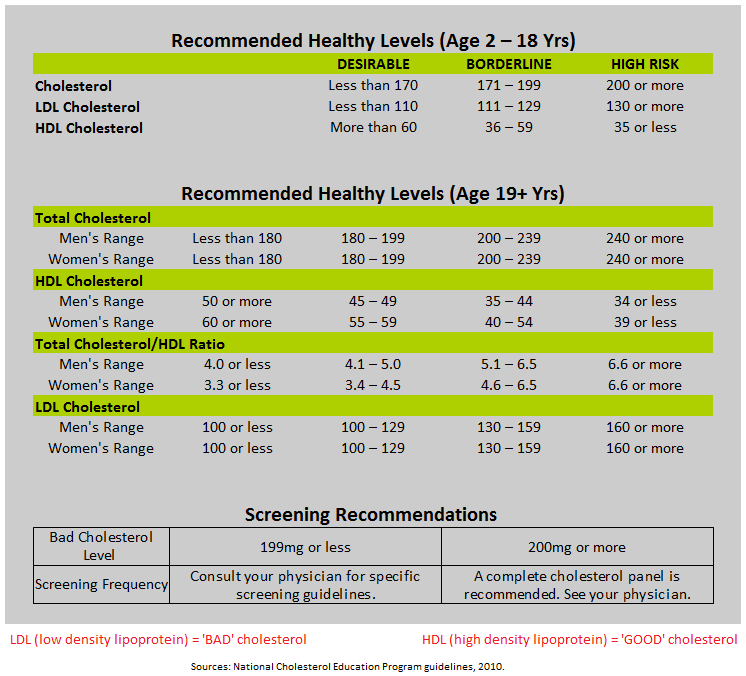 Recommended Healthy Levels (Age 2 – 18 Yrs)
DESIRABLE BORDERLINE HIGH RISK
Cholesterol Less than 170 171 – 199 200 or more
LDL Cholesterol Less than 110 111 – 129 130 or more
HDL Cholesterol More than 60 36 – 59 35 or less
Recommended Healthy Levels (Age 19+ Yrs)
Total Cholesterol
Men's Range Less than 180 180 – 199 200 – 239 240 or more
Women's Range Less than 180 180 – 199 200 – 239 240 or more
HDL Cholesterol
Men's Range 50 or more 45 – 49 35 – 44 34 or less
Women's Range 60 or more 55 – 59 40 – 54 39 or less
Total Cholesterol/HDL Ratio
Men's Range 4.0 or less 4.1 – 5.0 5.1 – 6.5 6.6 or more
Women's Range 3.3 or less 3.4 – 4.5 4.6 – 6.5 6.6 or more
LDL Cholesterol
Men's Range 100 or less 100 – 129 130 – 159 160 or more
Women's Range 100 or less 100 – 129 130 – 159 160 or more
Screening Recommendations
Bad Cholesterol
Level
199mg or less
200mg or more
Screening Frequency
Consult your physician for specific
screening guidelines.
A complete cholesterol panel is
recommended. See your physician.
LDL (low density lipoprotein) = 'BAD' cholesterol
HDL (high density lipoprotein) = 'GOOD' cholesterol
Sources: National Cholesterol Education Program guidelines, 2010.